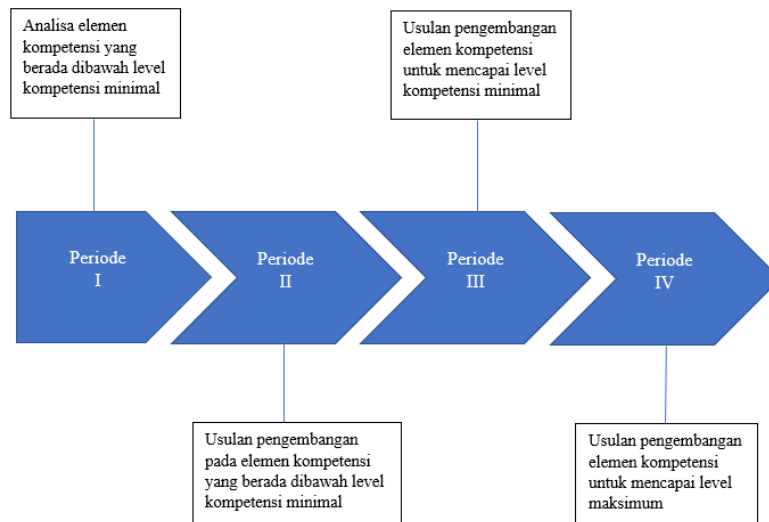 Analisa elemen
kompetensi yang
berada dibawah level
kompetensi minimal
Usulan pengembangan
elemen kompetensi
untuk mencapai level
kompetensi minimal
Periode
I
Periode
II
Periode
III
Periode
IV
Usulan pengembangan
pada elemen kompetensi
yang berada dibawah level
kompetensi minimal
Usulan pengembangan
elemen kompetensi
untuk mencapai level
maksimum